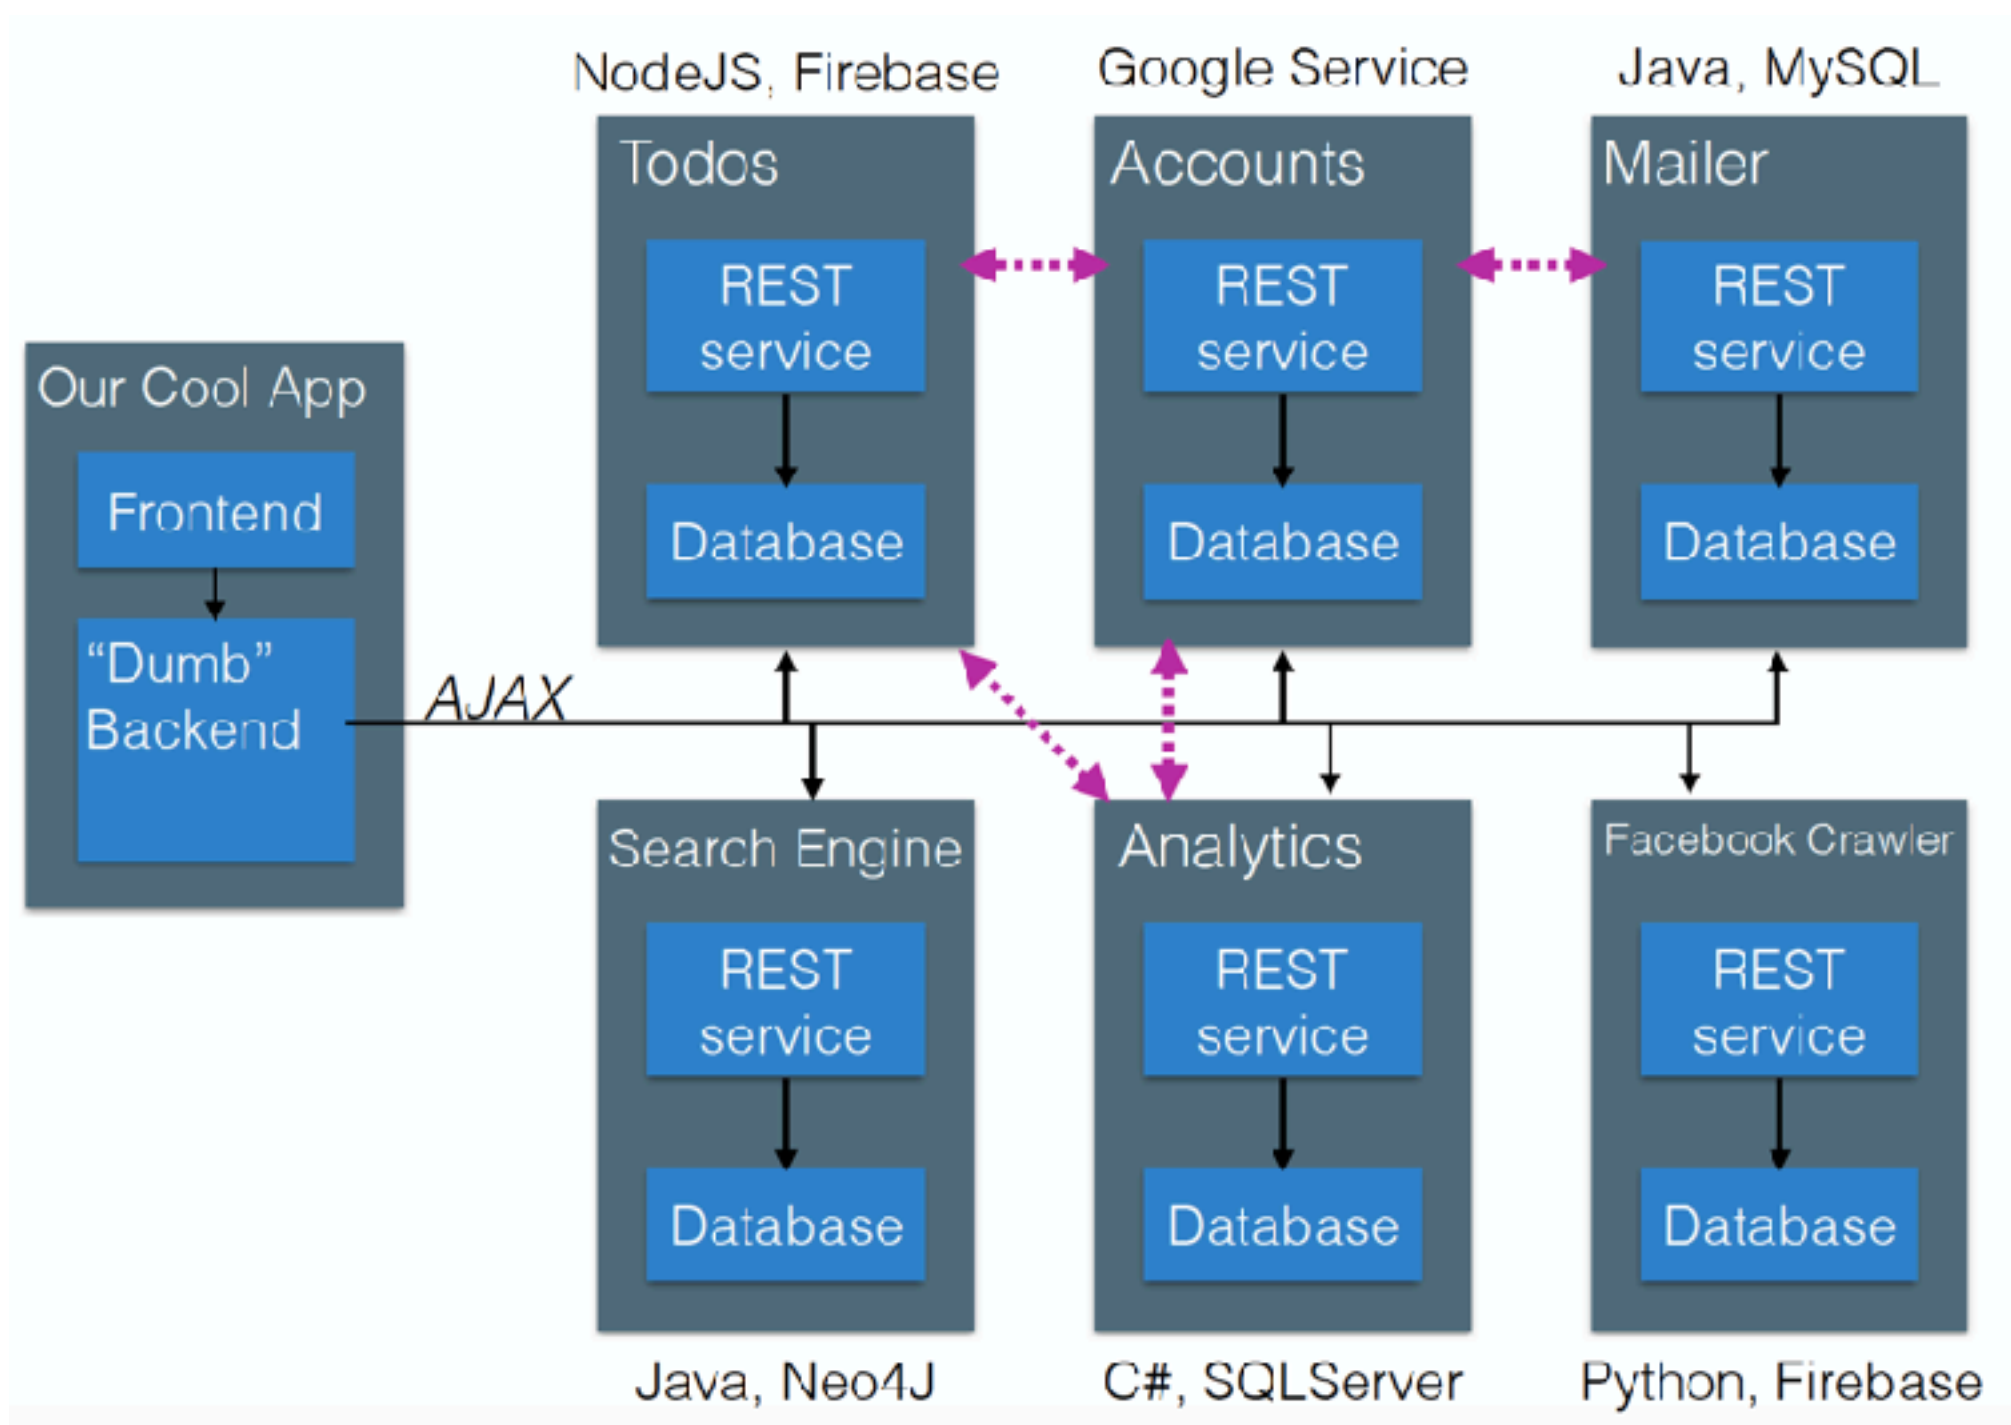 NodeJS, Firebase
Google Service
Java, MySQL
Todos
REST
service
Database
Accounts
REST
service
Database
Mailer
REST
service
Database
Our Cool App
Frontend
“Dumb”
Backend
AJAX
Search Engine
REST
service
Database
Analytics
REST
service
Database
Facebook Crawler
REST
service
Database
Java, Neo4J
C#, SQLServer
Python, Firebase